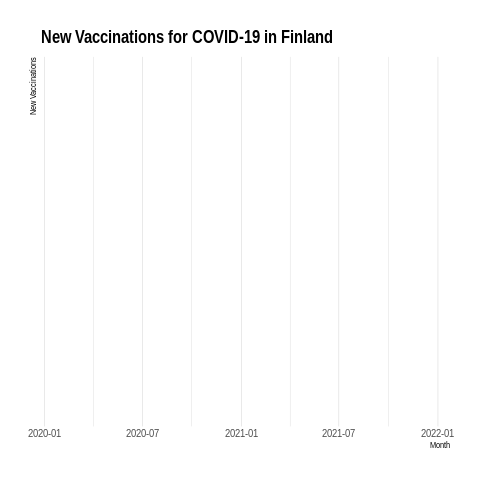 New Vaccinations for COVID-19 in Finland
New Vaccinations
2020-01 2020-07 2021-01 2021-07 2022-01
Month